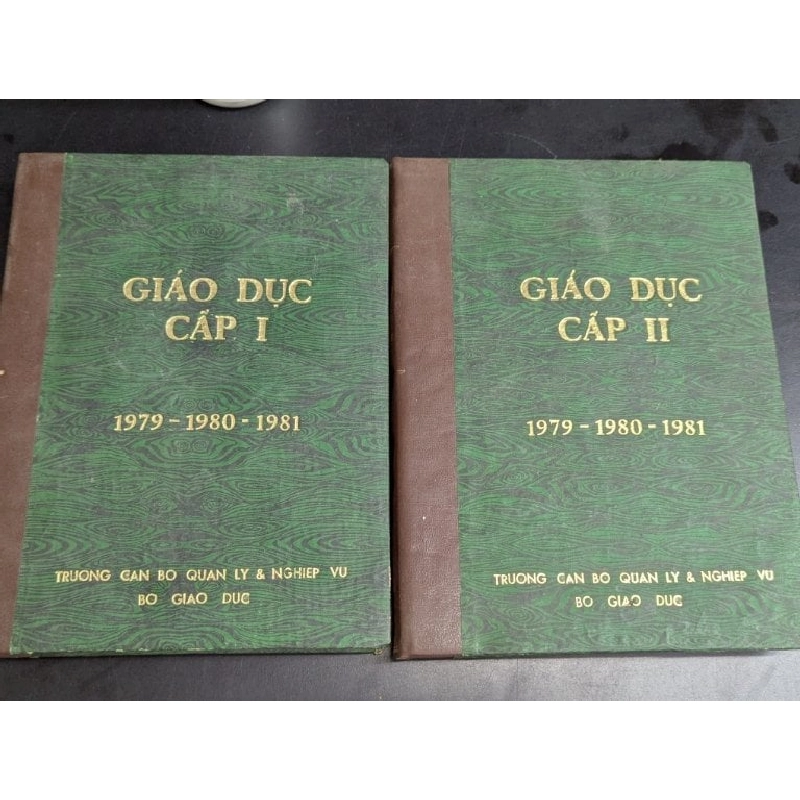 GIÁO DỤC
CẤP I
1979 - 1980 - 1981
TRUONG CAN BO QUAN LY & NGHIEP VU
BO GIAO DUC
GIÁO DỤC
CẤP II
1979 - 1980 - 1981
TRUONG CAN BO QUAN LY & NGHIEP VU
BO GIAO DUC